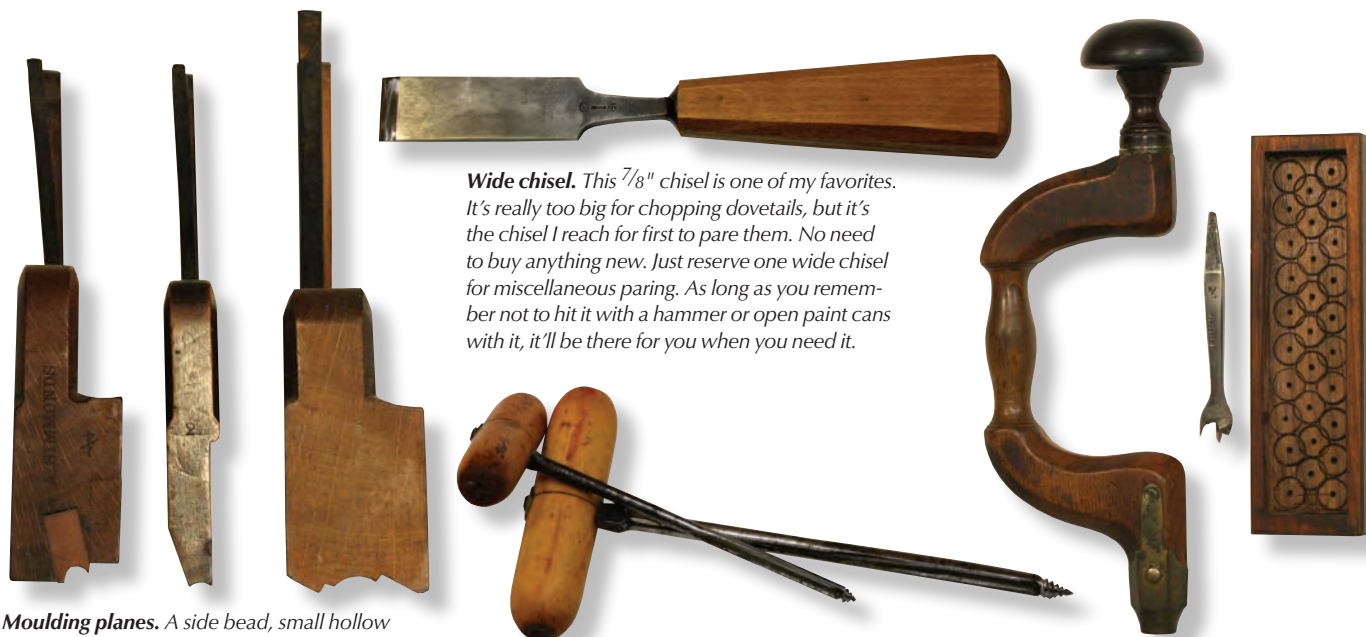 J. SIMMONDS
Wide chisel. This 7/8" chisel is one of my favorites.
It's really too big for chopping dovetails, but it's
the chisel I reach for first to pare them. No need
to buy anything new. Just reserve one wide chisel
for miscellaneous paring. As long as you remem-
ber not to hit it with a hammer or open paint cans
with it, it'll be there for you when you need it.
Moulding planes. A side bead, small hollow